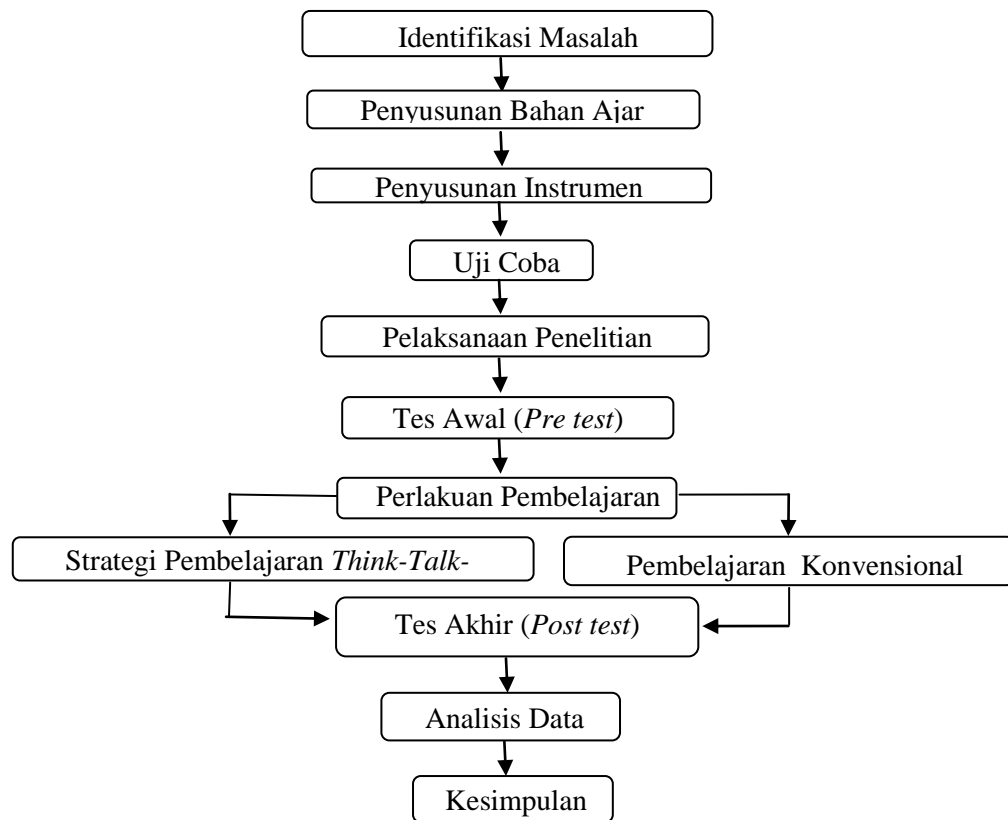 Identifikasi Masalah
Penyusunan Bahan Ajar
Penyusunan Instrumen
Uji Coba
Pelaksanaan Penelitian
Tes Awal (Pre test)
Perlakuan Pembelajaran
Strategi Pembelajaran Think-Talk-
Pembelajaran Konvensional
Tes Akhir (Post test)
Analisis Data
Kesimpulan